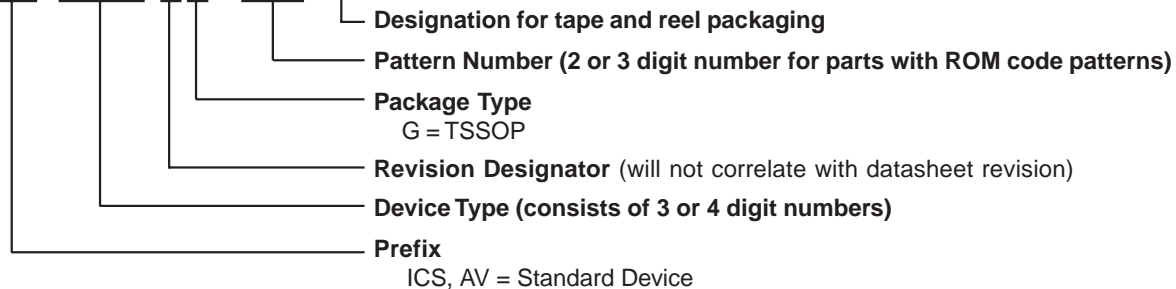 Designation for tape and reel packaging
Pattern Number (2 or 3 digit number for parts with ROM code patterns)
Package Type
G = TSSOP
Revision Designator (will not correlate with datasheet revision)
Device Type (consists of 3 or 4 digit numbers)
Prefix
ICS, AV = Standard Device